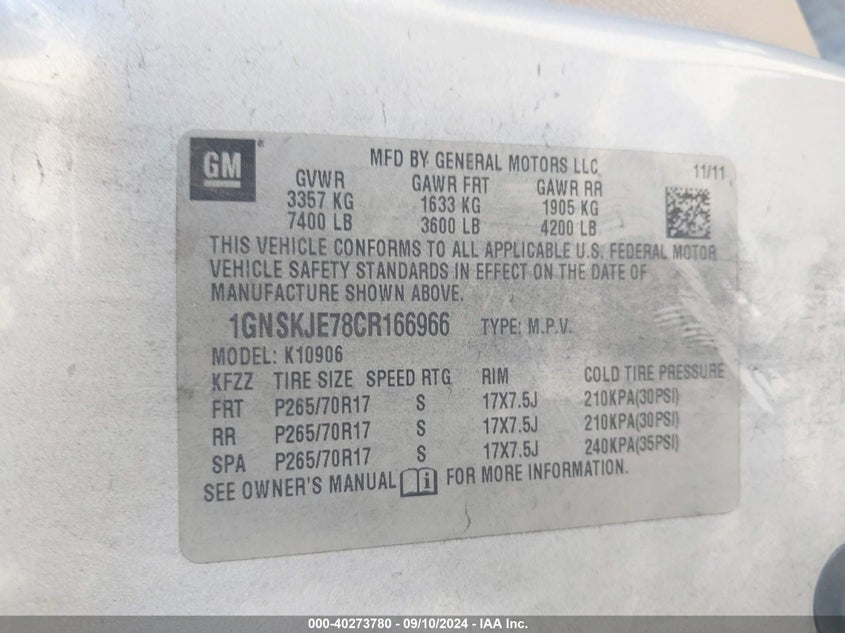 GM
MFD BY GENERAL MOTORS LLC 11/11
GVWR GAWR FRT GAWR RR
3357 KG 1633 KG 1905 KG
7400 LB 3600 LB 4200 LB
THIS VEHICLE CONFORMS TO ALL APPLICABLE U.S. FEDERAL MOTOR
VEHICLE SAFETY STANDARDS IN EFFECT ON THE DATE OF
MANUFACTURE SHOWN ABOVE.
1GNSKJE78CR166966 TYPE: M.P.V.
MODEL: K10906
KFZZ TIRE SIZE SPEED RTG RIM COLD TIRE PRESSURE
FRT P265/70R17 S 17X7.5J 210KPA(30PSI)
RR P265/70R17 S 17X7.5J 210KPA(30PSI)
SPA P265/70R17 S 17X7.5J 240KPA(35PSI)
SEE OWNER'S MANUAL FOR MORE INFORMATION.
000-40273780 - 09/10/2024 - IAA Inc.